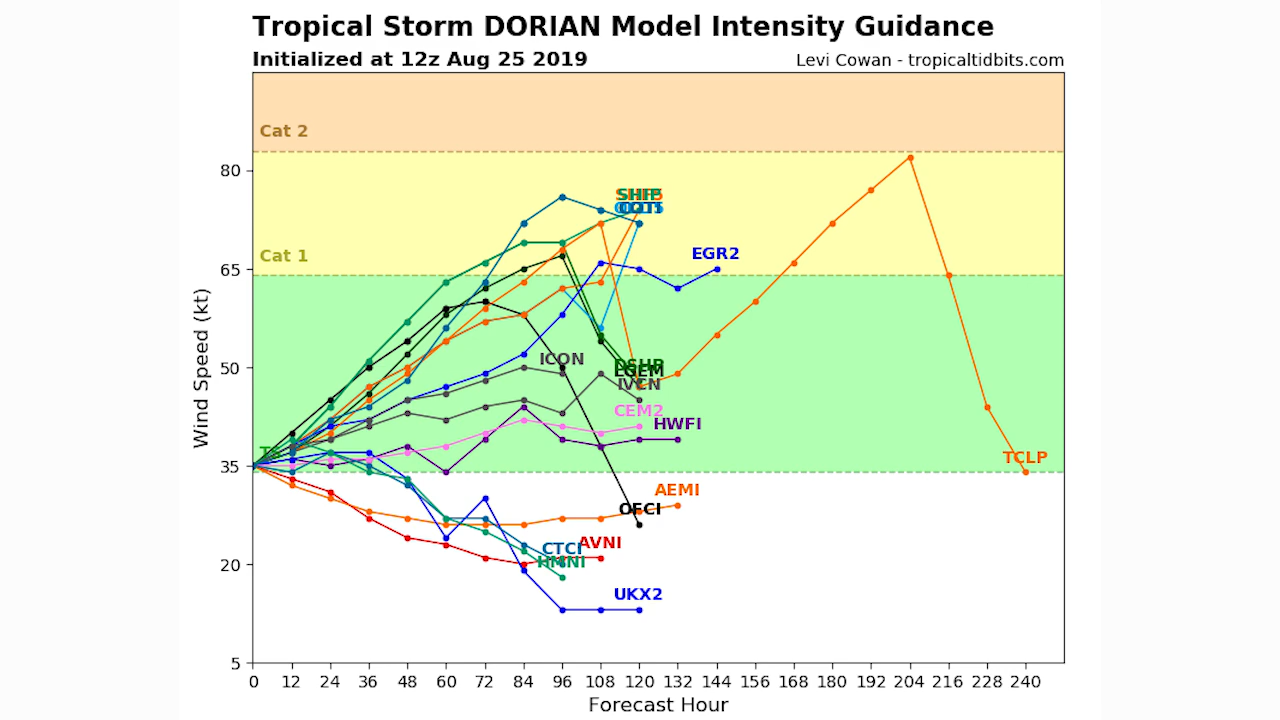 Tropical Storm DORIAN Model Intensity Guidance
Initialized at 12z Aug 25 2019
Levi Cowan - tropicaltidbits.com
Cat 2
80
SHIP
Cat 1
EGR2
65
Wind Speed (kt)
ICON
50
DSHP
LGEM
IVCN
CEM2
HWFI
TS
35
TCLP
AEMI
OFCI
CTCI
AVNI
HMNI
20
UKX2
5
0 12 24 36 48 60 72 84 96 108 120 132 144 156 168 180 192 204 216 228 240
Forecast Hour